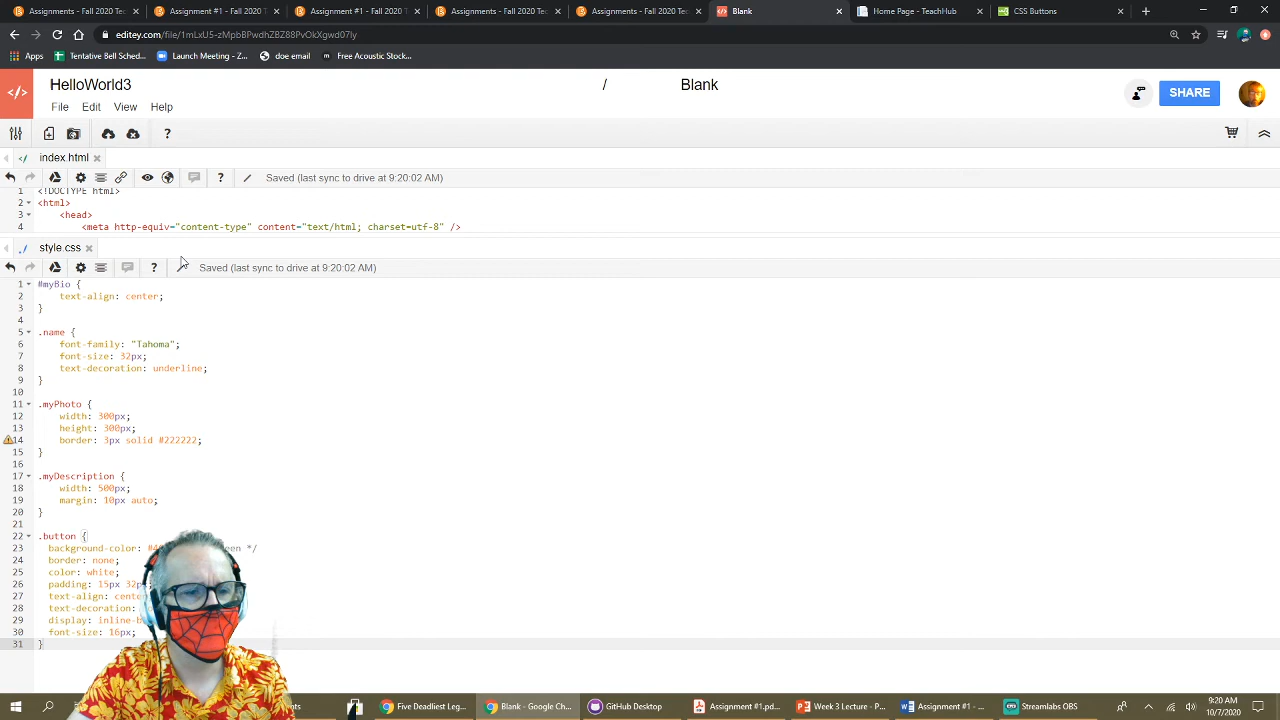 Assignments - Fall 2020 T
Assignment #1 - Fall 2020 T
Assignment #1 - Fall 2020 T
Assignments - Fall 2020 T
Assignments - Fall 2020 T
Blank
Home Page - TeachHub
CSS Buttons
editey.com/file/1mLxU5-zMpbBPwdhZBZ88PvOkXgwd07ly
Apps
Tentative Bell Sched...
Launch Meeting - Z...
doe email
Free Acoustic Stock...
HelloWorld3 / Blank
SHARE
File Edit View Help
index html
Saved (last sync to drive at 9:20:02 AM)
1 <!DOCTYPE html>
2 <html>
3 <head>
4 <meta http-equiv="content-type" content="text/html; charset=utf-8" />
style.css
Saved (last sync to drive at 9:20:02 AM)
1 #myBio {
2 text-align: center;
3 }
4
5 .name {
6 font-family: "Tahoma";
7 font-size: 32px;
8 text-decoration: underline;
9 }
10
11 .myPhoto {
12 width: 300px;
13 height: 300px;
14 border: 3px solid #222222;
15 }
16
17 .myDescription {
18 width: 500px;
19 margin: 10px auto;
20 }
21
22 .button {
23 background-color: */
24 border: none;
25 color: white;
26 padding: 15px 32p
27 text-align: cente
28 text-decoration:
29 display: inline-b
30 font-size: 16px;
31 }
Five Deadliest Leg...
Blank - Google Ch...
GitHub Desktop
Assignment #1.pd...
Week 3 Lecture - P...
Assignment #1 - ...
Streamlabs OBS
9:20 AM
10/7/2020